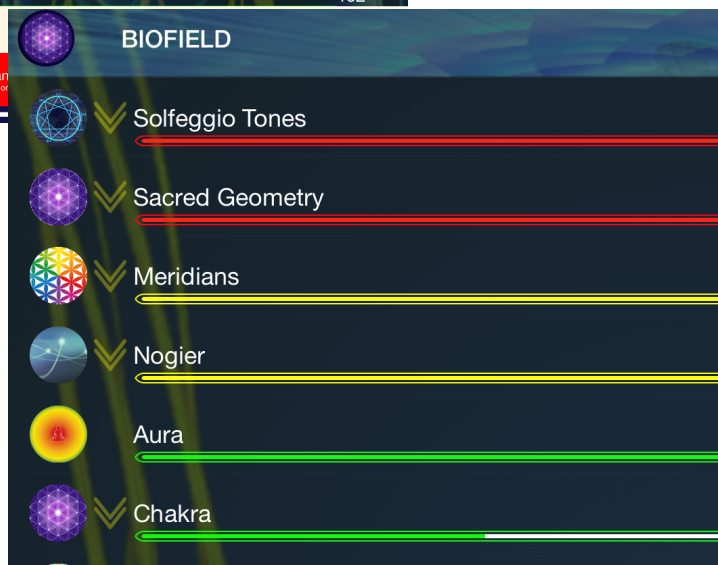 BIOFIELD
Solfeggio Tones
Sacred Geometry
Meridians
Nogier
Aura
Chakra